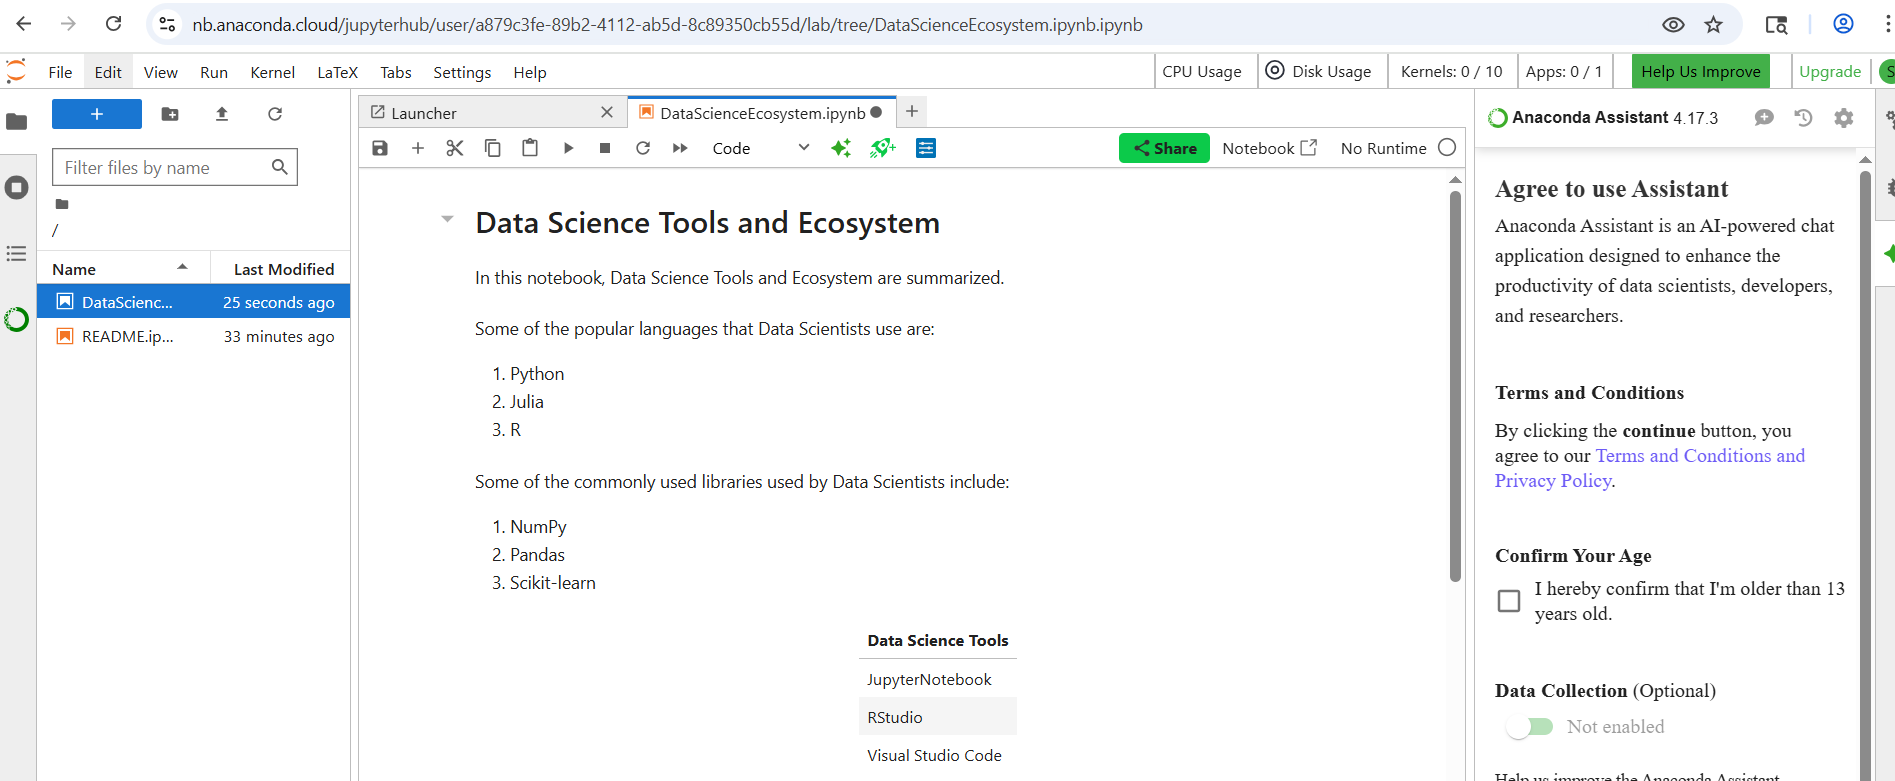 nb.anaconda.cloud/jupyterhub/user/a879c3fe-89b2-4112-ab5d-8c89350cb55d/lab/tree/DataScienceEcosystem.ipynb.ipynb
File Edit View Run Kernel LaTeX Tabs Settings Help
CPU Usage Disk Usage Kernels: 0 / 10 Apps: 0 / 1 Help Us Improve Upgrade S
Filter files by name
/
Name Last Modified
DataScienc... 25 seconds ago
README.ip... 33 minutes ago
Launcher
DataScienceEcosystem.ipynb
Code
Share Notebook No Runtime
Data Science Tools and Ecosystem
In this notebook, Data Science Tools and Ecosystem are summarized.
Some of the popular languages that Data Scientists use are:
1. Python
2. Julia
3. R
Some of the commonly used libraries used by Data Scientists include:
1. NumPy
2. Pandas
3. Scikit-learn
Data Science Tools
JupyterNotebook
RStudio
Visual Studio Code
Anaconda Assistant 4.17.3
Agree to use Assistant
Anaconda Assistant is an AI-powered chat
application designed to enhance the
productivity of data scientists, developers,
and researchers.
Terms and Conditions
By clicking the continue button, you
agree to our Terms and Conditions and
Privacy Policy.
Confirm Your Age
I hereby confirm that I'm older than 13
years old.
Data Collection (Optional)
Not enabled
Help us improve the Anaconda Assistant